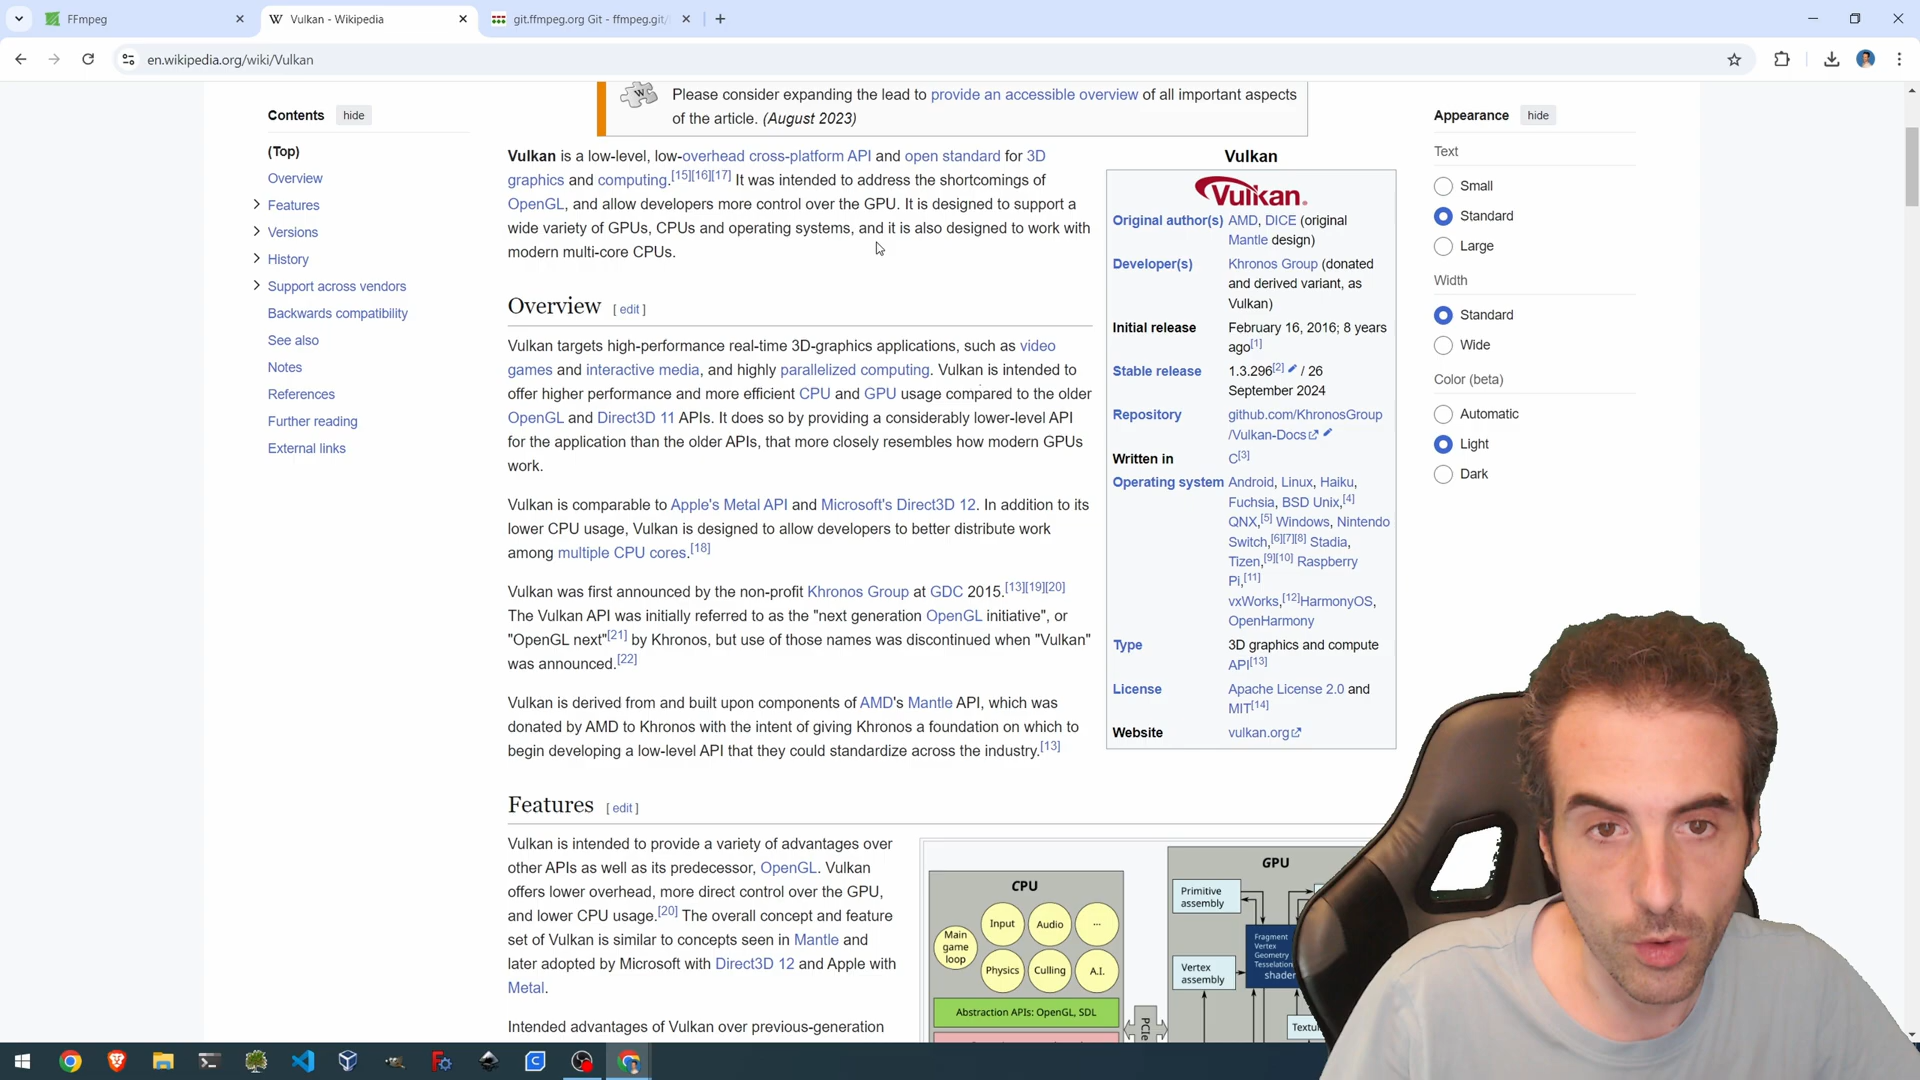 FFmpeg
Vulkan - Wikipedia
git.ffmpeg.org Git - ffmpeg.git/
en.wikipedia.org/wiki/Vulkan
Please consider expanding the lead to provide an accessible overview of all important aspects
of the article. (August 2023)
Contents hide
(Top)
Overview
Features
Versions
History
Support across vendors
Backwards compatibility
See also
Notes
References
Further reading
External links
Vulkan is a low-level, low-overhead cross-platform API and open standard for 3D
graphics and computing.[15][16][17] It was intended to address the shortcomings of
OpenGL, and allow developers more control over the GPU. It is designed to support a
wide variety of GPUs, CPUs and operating systems, and it is also designed to work with
modern multi-core CPUs.
Overview [ edit ]
Vulkan targets high-performance real-time 3D-graphics applications, such as video
games and interactive media, and highly parallelized computing. Vulkan is intended to
offer higher performance and more efficient CPU and GPU usage compared to the older
OpenGL and Direct3D 11 APIs. It does so by providing a considerably lower-level API
for the application than the older APIs, that more closely resembles how modern GPUs
work.
Vulkan is comparable to Apple's Metal API and Microsoft's Direct3D 12. In addition to its
lower CPU usage, Vulkan is designed to allow developers to better distribute work
among multiple CPU cores.[18]
Vulkan was first announced by the non-profit Khronos Group at GDC 2015.[13][19][20]
The Vulkan API was initially referred to as the "next generation OpenGL initiative", or
"OpenGL next"[21] by Khronos, but use of those names was discontinued when "Vulkan"
was announced.[22]
Vulkan is derived from and built upon components of AMD's Mantle API, which was
donated by AMD to Khronos with the intent of giving Khronos a foundation on which to
begin developing a low-level API that they could standardize across the industry.[13]
Features [ edit ]
Vulkan is intended to provide a variety of advantages over
other APIs as well as its predecessor, OpenGL. Vulkan
offers lower overhead, more direct control over the GPU,
and lower CPU usage.[20] The overall concept and feature
set of Vulkan is similar to concepts seen in Mantle and
later adopted by Microsoft with Direct3D 12 and Apple with
Metal.
Intended advantages of Vulkan over previous-generation
Vulkan
Vulkan.
Original author(s) AMD, DICE (original
Mantle design)
Developer(s) Khronos Group (donated
and derived variant, as
Vulkan)
Initial release February 16, 2016; 8 years
ago[1]
Stable release 1.3.296[2] / 26
September 2024
Repository github.com/KhronosGroup
/Vulkan-Docs
Written in C[3]
Operating system Android, Linux, Haiku,
Fuchsia, BSD Unix,[4]
QNX,[5] Windows, Nintendo
Switch,[6][7][8] Stadia,
Tizen,[9][10] Raspberry
Pi,[11]
vxWorks,[12]HarmonyOS,
OpenHarmony
Type 3D graphics and compute
API[13]
License Apache License 2.0 and
MIT[14]
Website vulkan.org
CPU
Main
game
loop
Input
Audio
...
Physics
Culling
A.I.
Abstraction APIs: OpenGL, SDL
PCIe
GPU
Primitive
assembly
Vertex
assembly
Fragment
Vertex
Geometry
Tesselation
shader
Appearance hide
Text
Small
Standard
Large
Width
Standard
Wide
Color (beta)
Automatic
Light
Dark